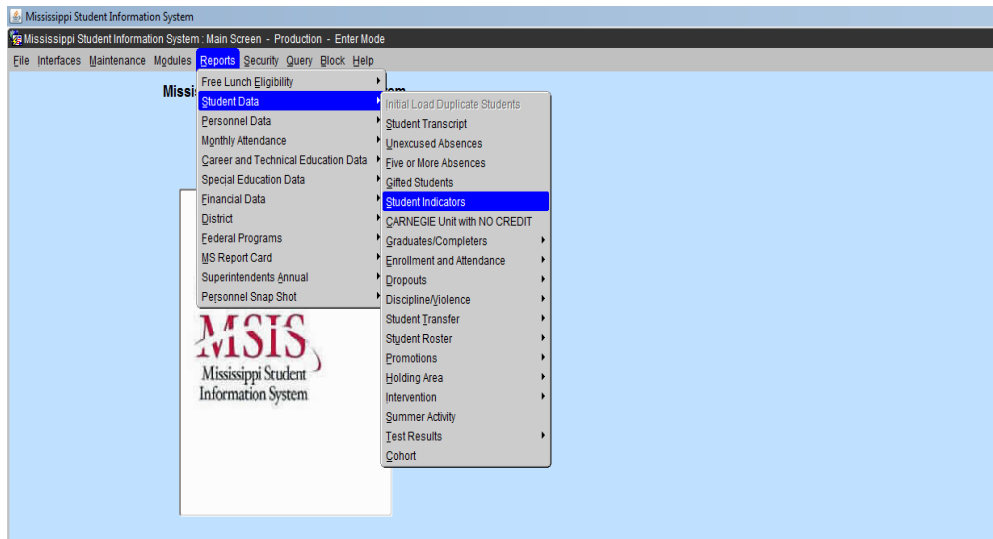 Mississippi Student Information System
Mississippi Student Information System : Main Screen - Production - Enter Mode
File Interfaces Maintenance Modules Reports Security Query Block Help
Missi
em
Free Lunch Eligibility
Student Data
Personnel Data
Monthly Attendance
Career and Technical Education Data
Special Education Data
Financial Data
District
Federal Programs
MS Report Card
Superintendents Annual
Personnel Snap Shot
Initial Load Duplicate Students
Student Transcript
Unexcused Absences
Five or More Absences
Gifted Students
Student Indicators
CARNEGIE Unit with NO CREDIT
Graduates/Completers
Enrollment and Attendance
Dropouts
Discipline/Violence
Student Transfer
Student Roster
Promotions
Holding Area
Intervention
Summer Activity
Test Results
Cohort
MSIS
Mississippi Student
Information System